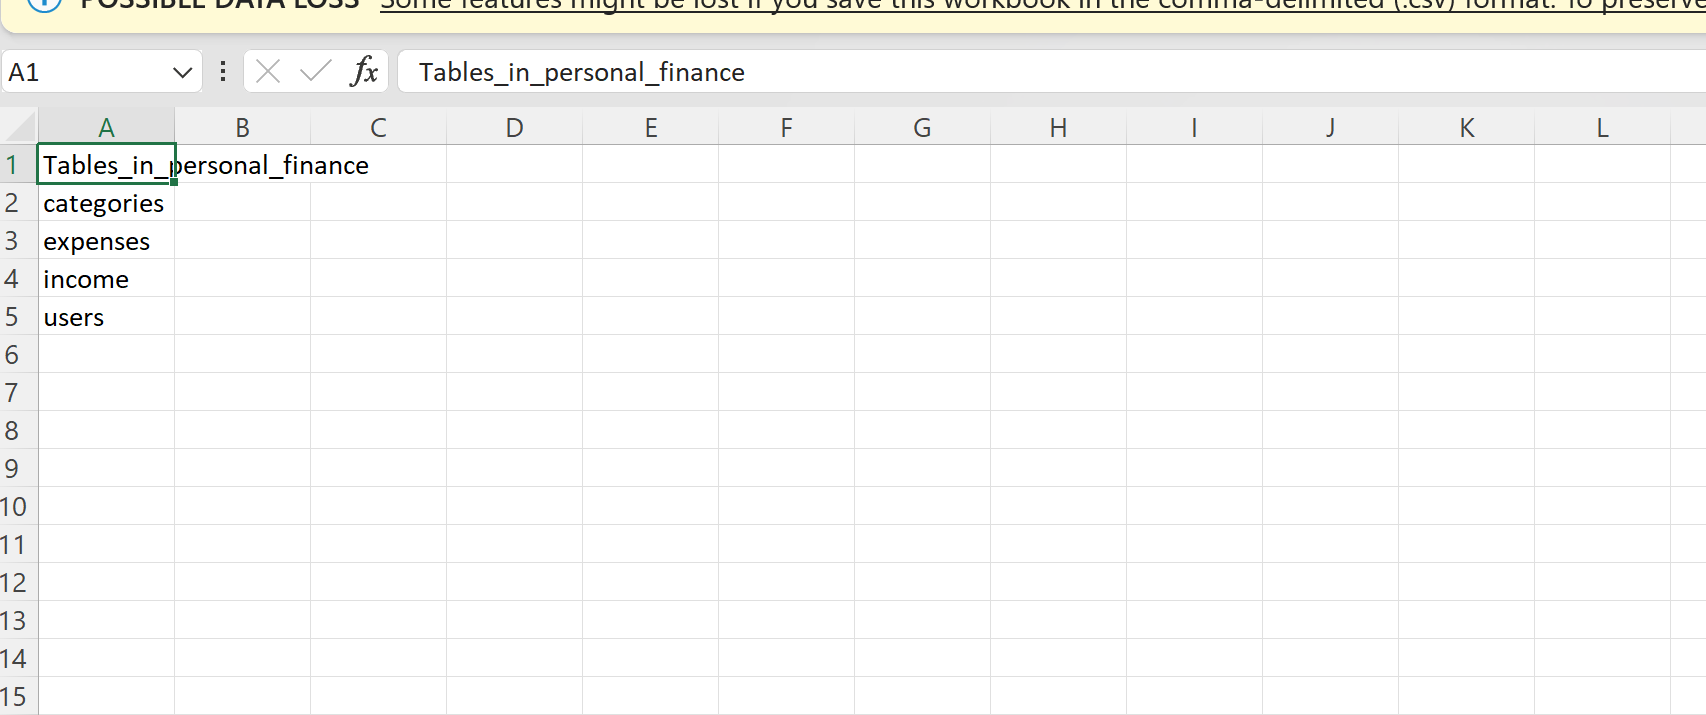 POSSIBLE DATA LOSS Some features might be lost if you save this workbook in the comma-delimited (.csv) format. To preserve
A1 fx Tables_in_personal_finance
A B C D E F G H I J K L
1 Tables_in_personal_finance
2 categories
3 expenses
4 income
5 users
6
7
8
9
10
11
12
13
14
15